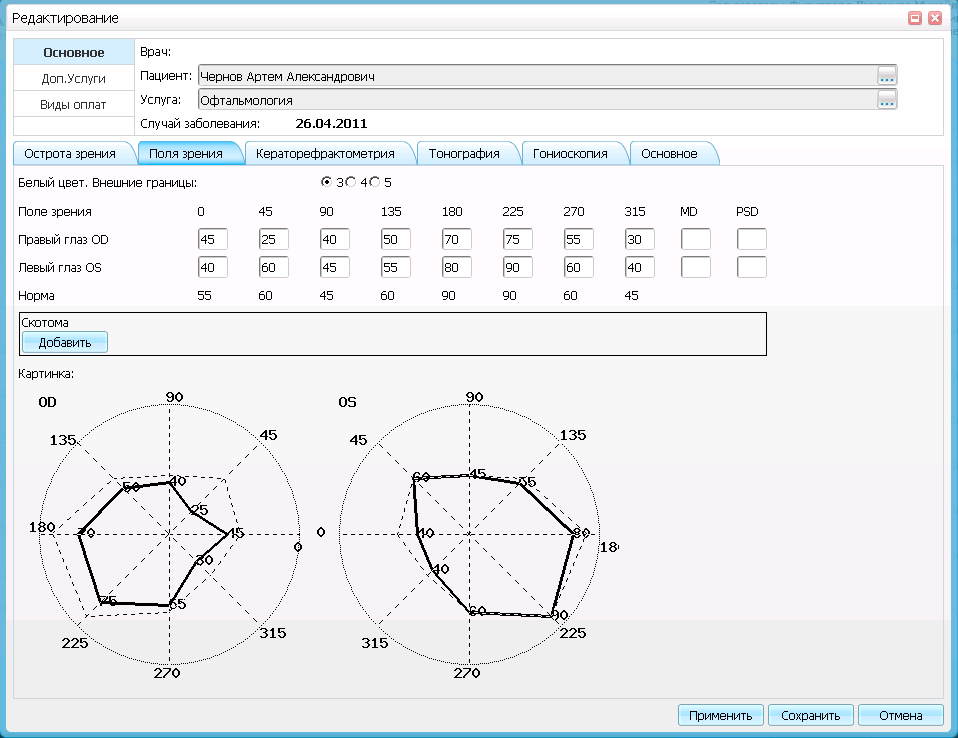 Редактирование
Основное
Доп.Услуги
Виды оплат
Врач:
Пациент: Чернов Артем Александрович ...
Услуга: Офтальмология ...
Случай заболевания: 26.04.2011
Острота зрения Поля зрения Кераторефрактометрия Тонография Гониоскопия Основное
Белый цвет. Внешние границы: 3 4 5
Поле зрения 0 45 90 135 180 225 270 315 MD PSD
Правый глаз OD 45 25 40 50 70 75 55 30
Левый глаз OS 40 60 45 55 80 90 60 40
Норма 55 60 45 60 90 90 60 45
Скотома
Добавить
Картинка:
OD
90
135 45
50 40
25
180 70 45 0
30
75 55
225 315
270
OS
90
45 135
60 45 55
0 40 80 18
40
60 90
315 225
270
Применить Сохранить Отмена